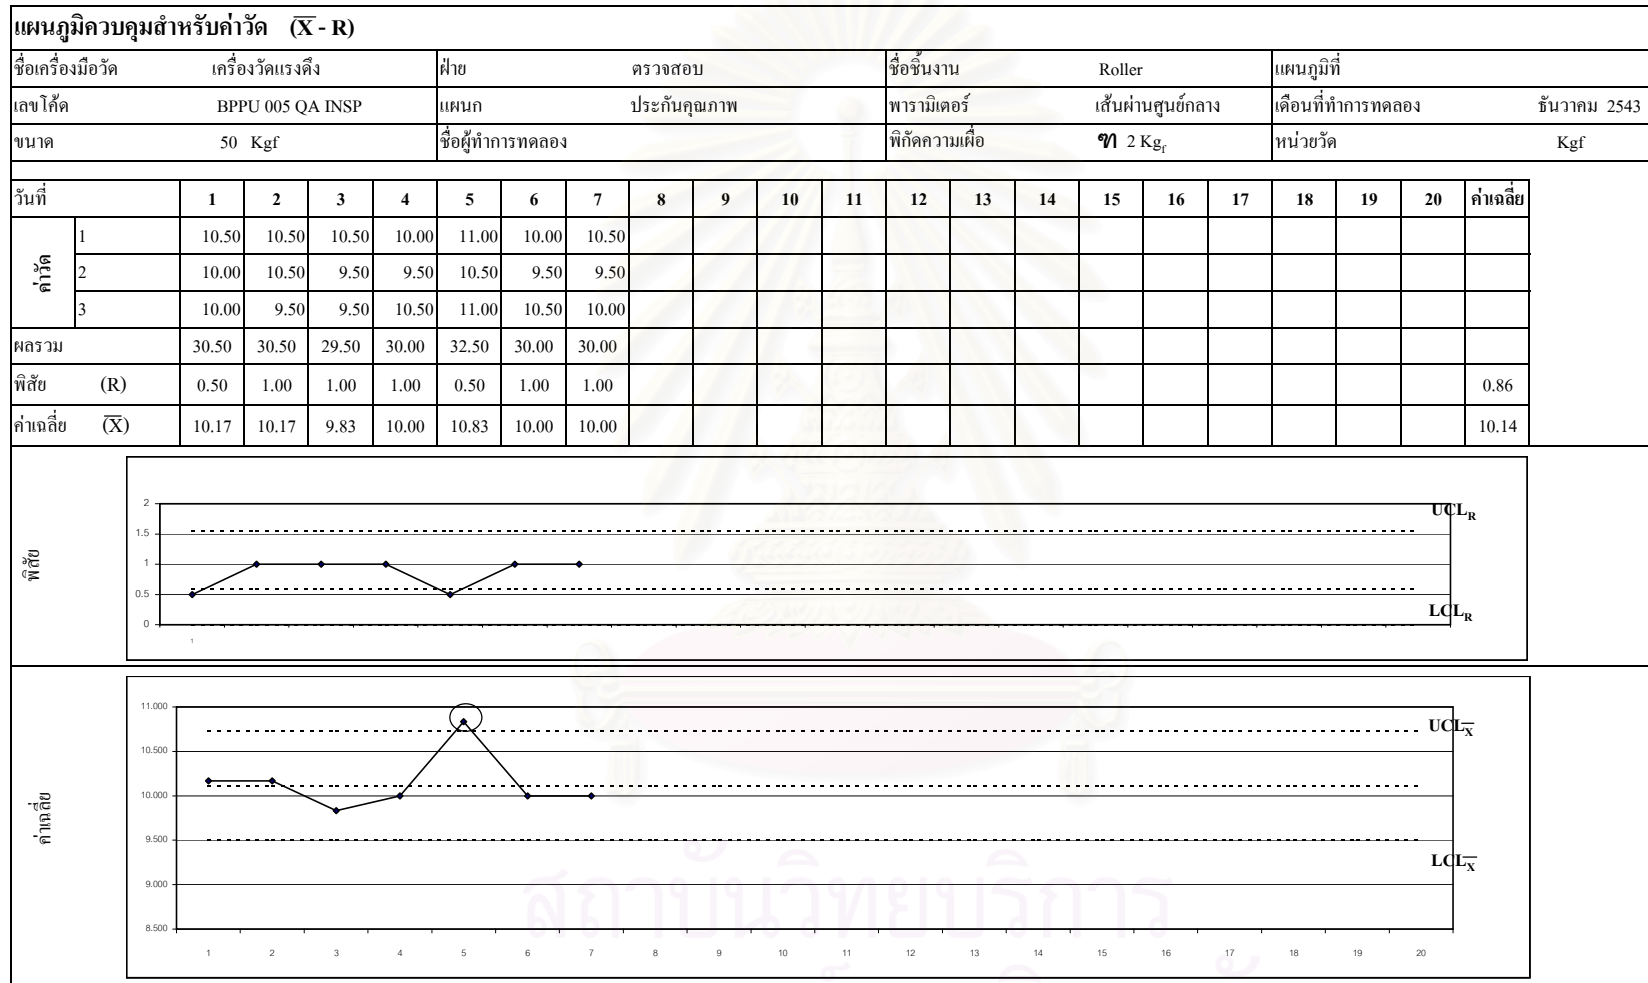 แผนภูมิควบคุมสำหรับค่าวัด (X̅ - R)
ชื่อเครื่องมือวัด เครื่องวัดแรงดึง ฝ่าย ตรวจสอบ ชื่อชิ้นงาน Roller แผนภูมิที่
เลขโค้ด BPPU 005 QA INSP แผนก ประกันคุณภาพ พารามิเตอร์ เส้นผ่านศูนย์กลาง เดือนที่ทำการทดลอง ธันวาคม 2543
ขนาด 50 Kgf ชื่อผู้ทำการทดลอง พิกัดความเผื่อ ฑ 2 Kgf หน่วยวัด Kgf
วันที่ 1 2 3 4 5 6 7 8 9 10 11 12 13 14 15 16 17 18 19 20 ค่าเฉลี่ย
ค่าวัด
1 10.50 10.50 10.50 10.00 11.00 10.00 10.50
2 10.00 10.50 9.50 9.50 10.50 9.50 9.50
3 10.00 9.50 9.50 10.50 11.00 10.50 10.00
ผลรวม 30.50 30.50 29.50 30.00 32.50 30.00 30.00
พิสัย (R) 0.50 1.00 1.00 1.00 0.50 1.00 1.00 0.86
ค่าเฉลี่ย (X̅) 10.17 10.17 9.83 10.00 10.83 10.00 10.00 10.14
พิสัย
2
1.5
1
0.5
0
1
UCLR
LCLR
ค่าเฉลี่ย
11.000
10.500
10.000
9.500
9.000
8.500
UCLX̅
LCLX̅
1 2 3 4 5 6 7 8 9 10 11 12 13 14 15 16 17 18 19 20
สถาบันวิทยบริการ